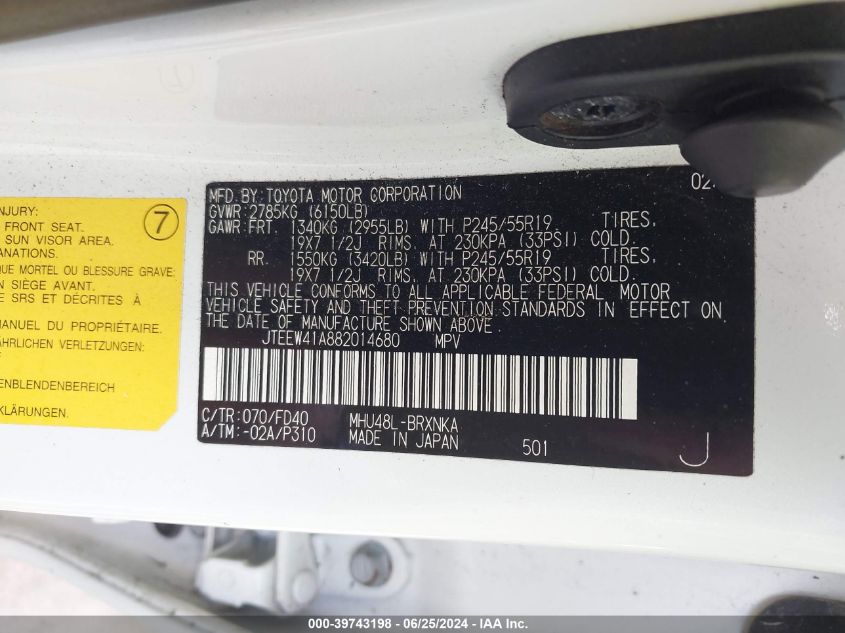 7
NJURY:
FRONT SEAT.
SUN VISOR AREA.
ANATIONS.
QUE MORTEL OU BLESSURE GRAVE:
N SIÈGE AVANT.
E SRS ET DÉCRITES À
MANUEL DU PROPRIÉTAIRE.
ÄHRLICHEN VERLETZUNGEN
ENBLENDENBEREICH
KLÄRUNGEN.
02
MFD.BY:TOYOTA MOTOR CORPORATION
GVWR:2785KG (6150LB)
GAWR:FRT. 1340KG (2955LB) WITH P245/55R19 TIRES,
19X7 1/2J RIMS, AT 230KPA (33PSI) COLD.
RR. 1550KG (3420LB) WITH P245/55R19 TIRES,
19X7 1/2J RIMS, AT 230KPA (33PSI) COLD.
THIS VEHICLE CONFORMS TO ALL APPLICABLE FEDERAL MOTOR
VEHICLE SAFETY AND THEFT PREVENTION STANDARDS IN EFFECT ON
THE DATE OF MANUFACTURE SHOWN ABOVE.
JTEEW41A882014680 MPV
C/TR:070/FD40 MHU48L-BRXNKA
A/TM:-02A/P310 MADE IN JAPAN 501 J
000-39743198 - 06/25/2024 - IAA Inc.